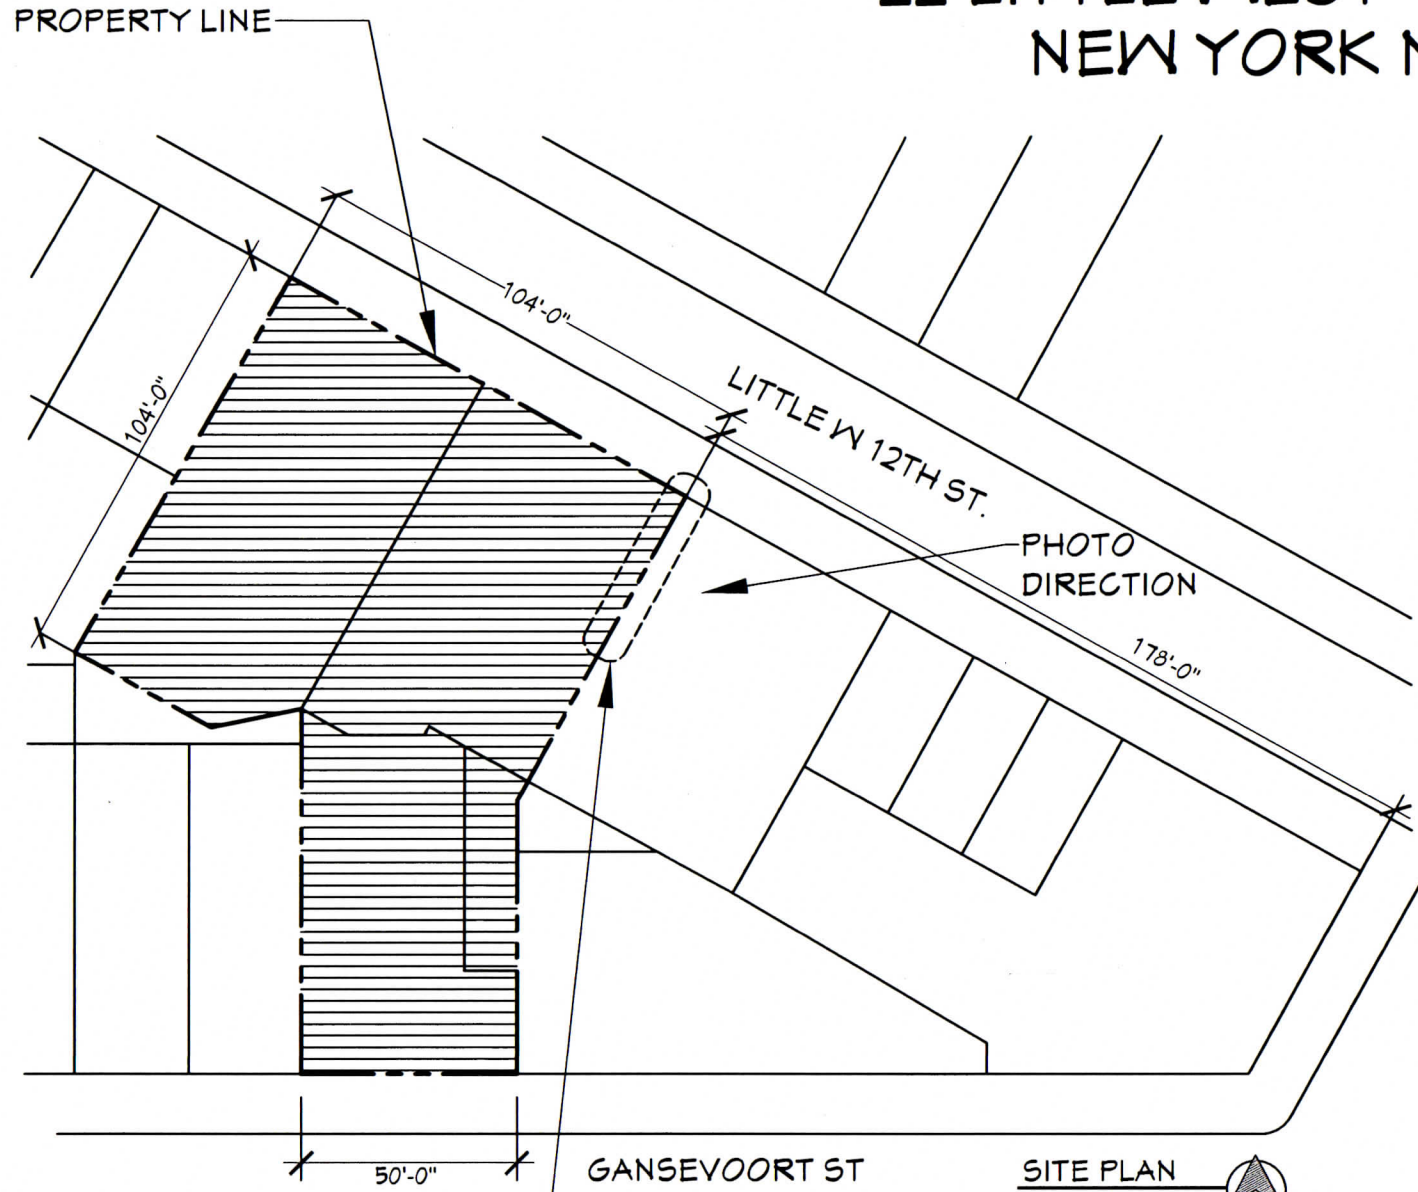 PROPERTY LINE
NEW YORK
104'-0"
104'-0"
LITTLE W 12TH ST.
PHOTO
DIRECTION
178'-0"
50'-0"
GANSEVOORT ST
SITE PLAN